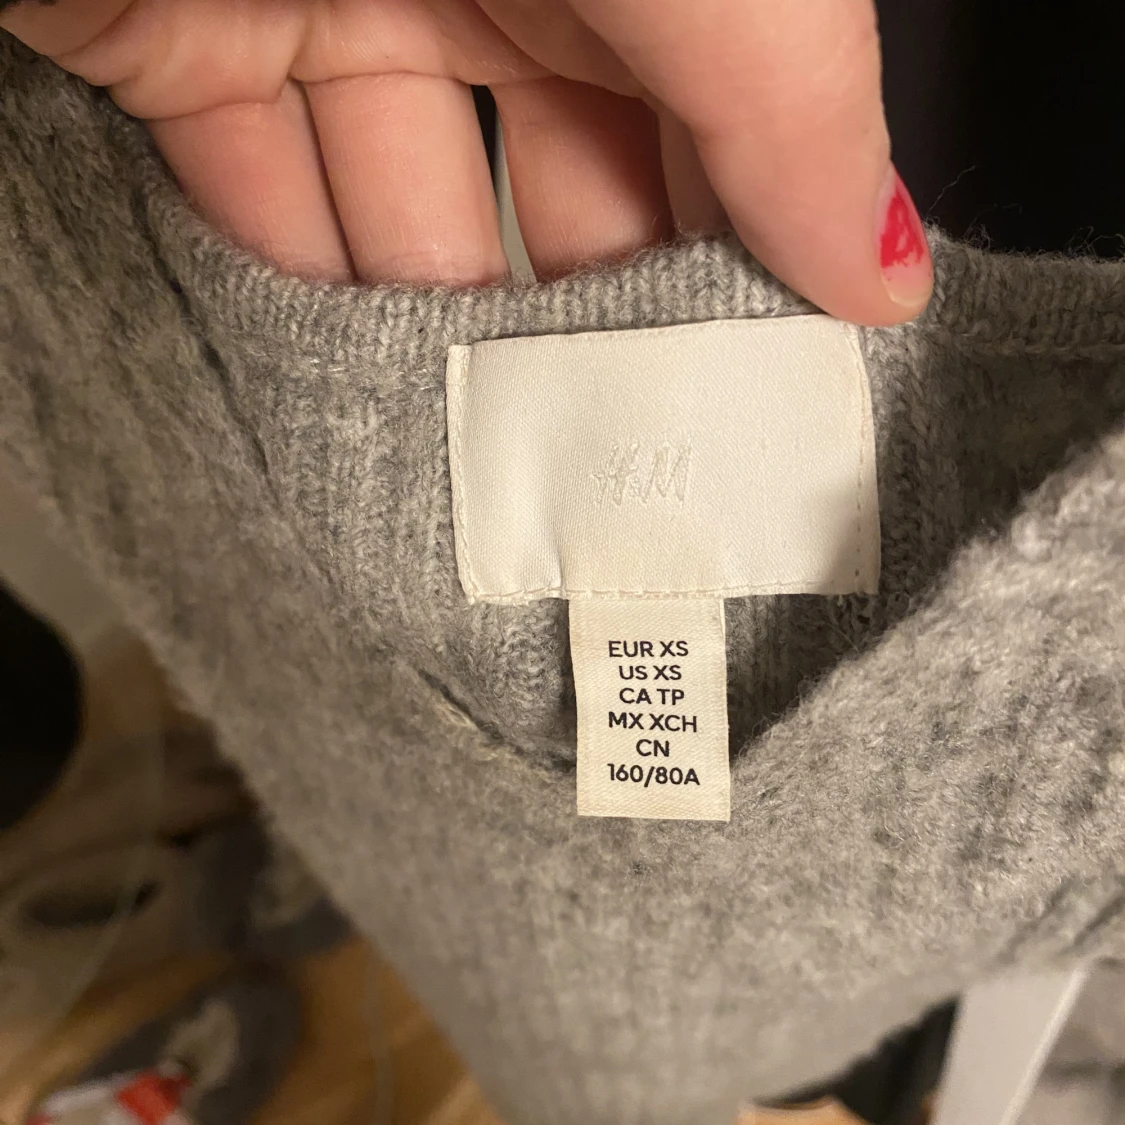 H&M
EUR XS
US XS
CA TP
MX XCH
CN
160/80A